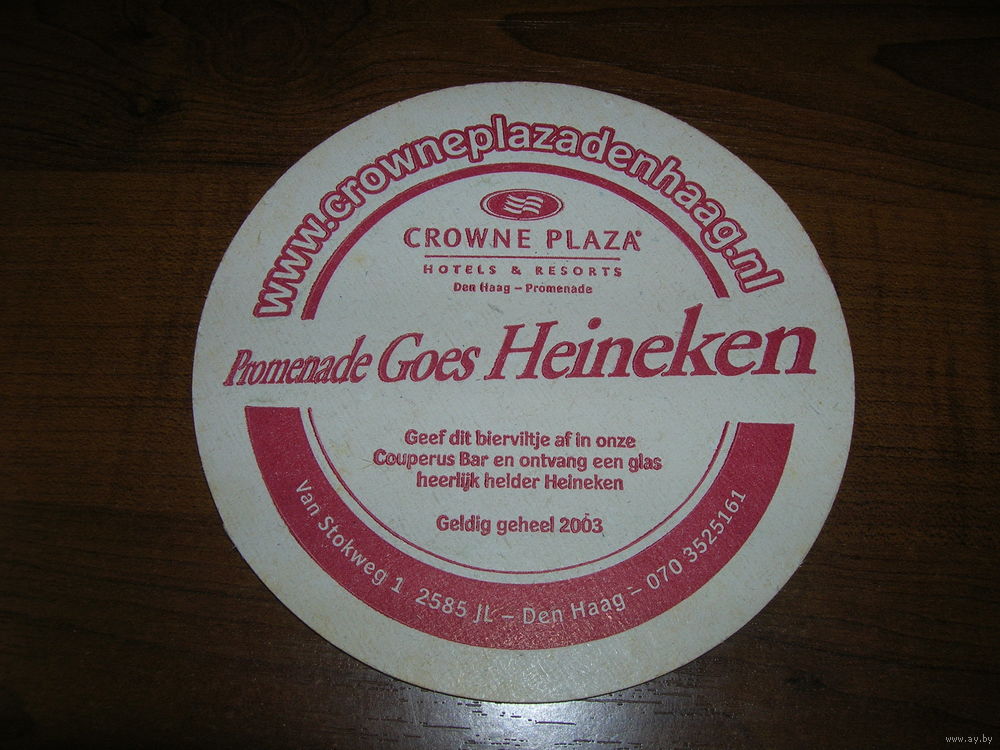 www.crowneplazadenhaag.nl
CROWNE PLAZA®
HOTELS & RESORTS
Den Haag – Promenade
Promenade Goes Heineken
Geef dit bierviltje af in onze
Couperus Bar en ontvang een glas
heerlijk helder Heineken
Geldig geheel 2003
Van Stokweg 1 2585 JL – Den Haag – 070 3525161
www.ay.by